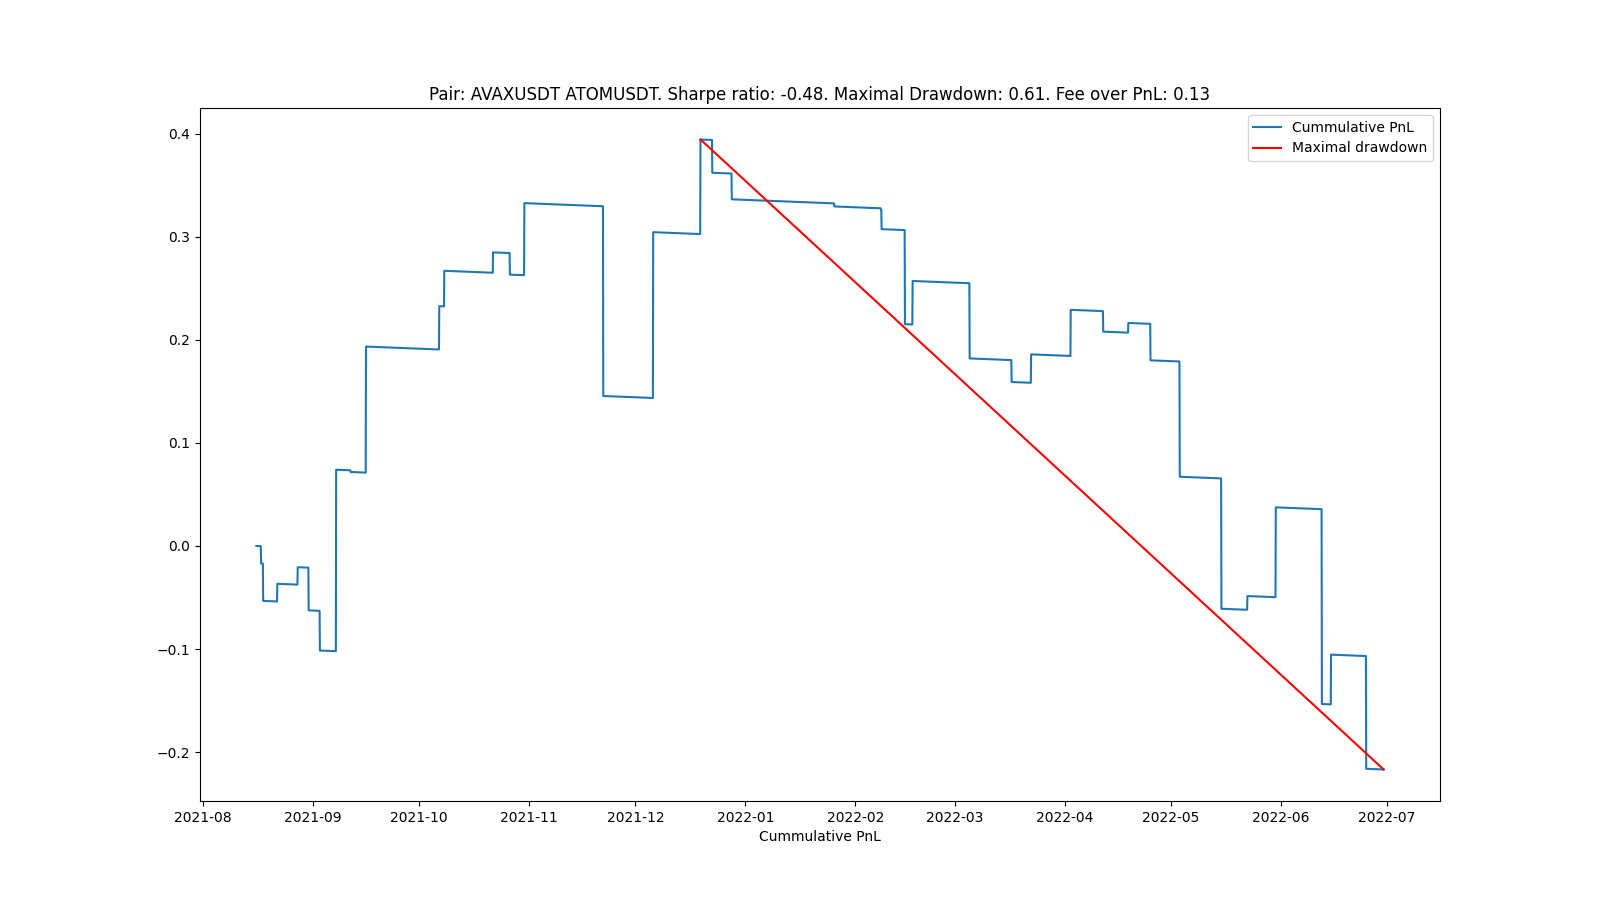 Pair: AVAXUSDT ATOMUSDT. Sharpe ratio: -0.48. Maximal Drawdown: 0.61. Fee over PnL: 0.13
Cummulative PnL
Maximal drawdown
0.4
0.3
0.2
0.1
0.0
−0.1
−0.2
2021-08 2021-09 2021-10 2021-11 2021-12 2022-01 2022-02 2022-03 2022-04 2022-05 2022-06 2022-07
Cummulative PnL